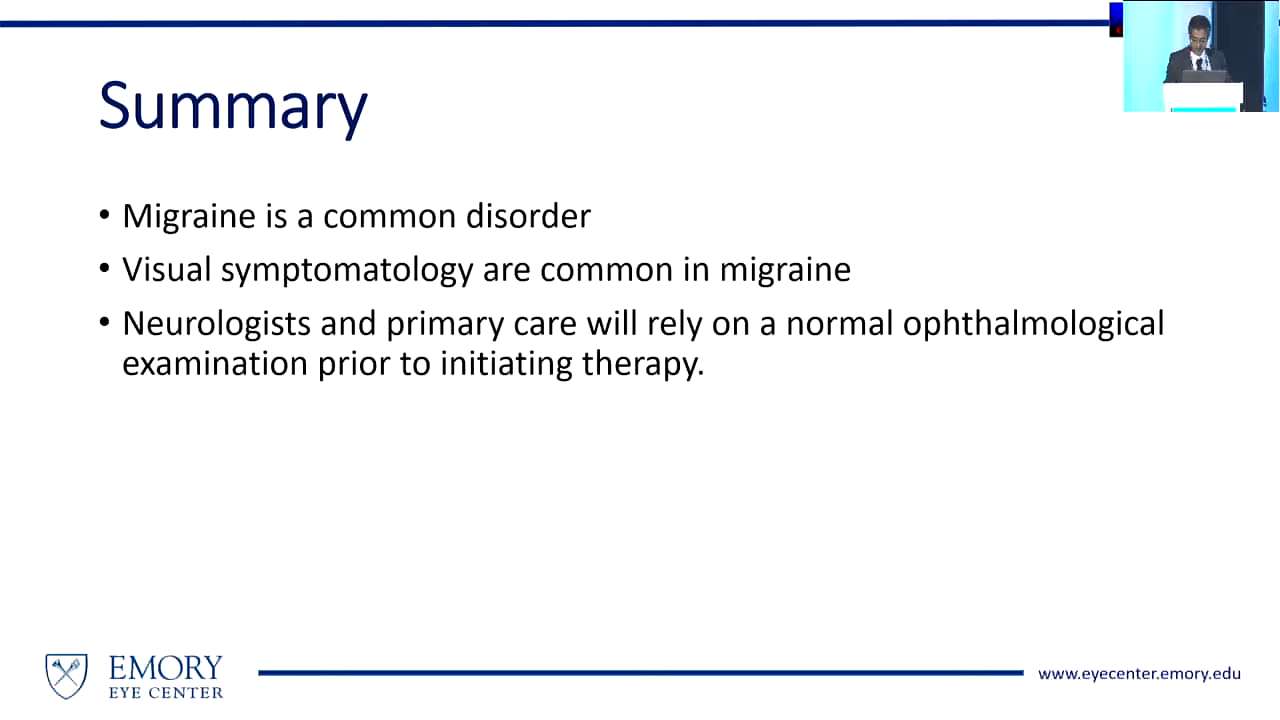 Summary
• Migraine is a common disorder
• Visual symptomatology are common in migraine
• Neurologists and primary care will rely on a normal ophthalmological
examination prior to initiating therapy.
EMORY
EYE CENTER
www.eyecenter.emory.edu